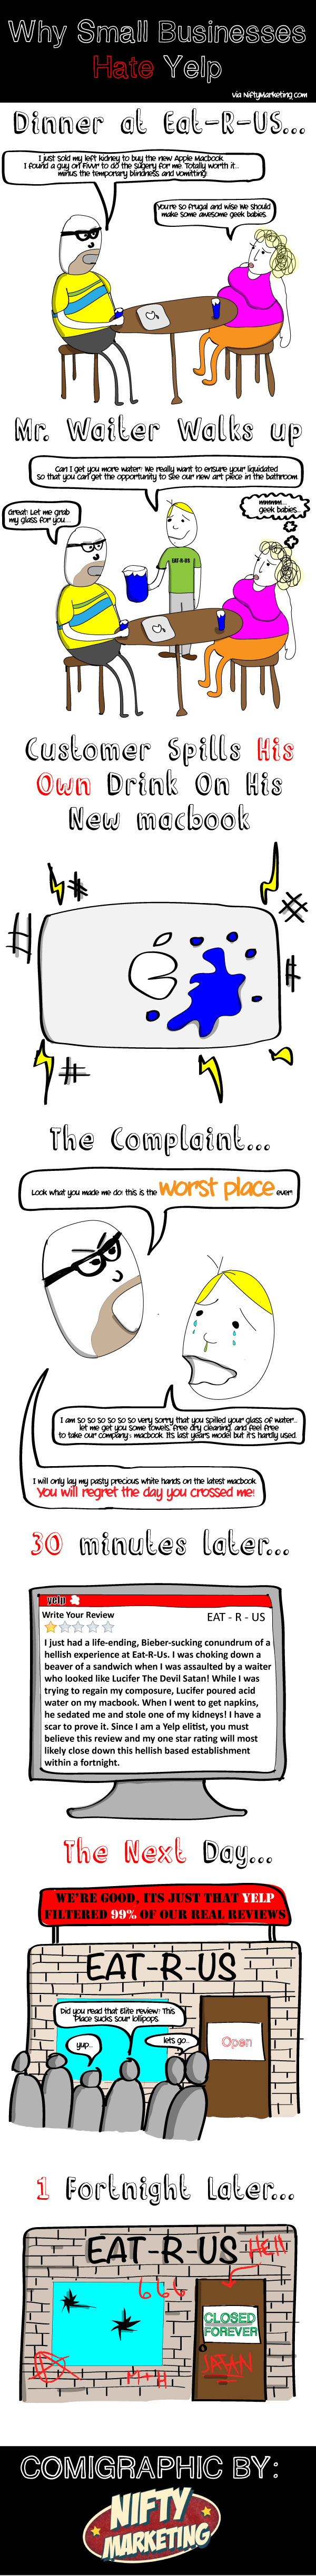 Why Small Businesses
Hate Yelp
via NiftyMarketing.com
Dinner at Eat-R-US...
I just sold my left kidney to buy the new Apple Macbook.
I found a guy on Fivvr to do the surgery for me. Totally worth it...
minus the temporary blindness and vomitting!
You're so frugal and wise we should
make some awesome geek babies.
Mr. Waiter Walks up
Can I get you more water? We really want to ensure your liquidated
so that you can get the opportunity to see our new art piece in the bathroom
Great! Let me grab
my glass for you...
mmmm...
geek babies...
EAT-R-US
Customer Spills His
Own Drink On His
New macbook
The Complaint...
Look what you made me do! this is the worst place ever!
I am so so so so so so very sorry that you spilled your glass of water...
let me get you some towels, free dry cleaning, and feel free
to take our company's macbook. Its last years model but it's hardly used.
I will only lay my pasty precious white hands on the latest macbook.
You will regret the day you crossed me!
30 minutes later...
yelp
Write Your Review
EAT - R - US
I just had a life-ending, Bieber-sucking conundrum of a
hellish experience at Eat-R-Us. I was choking down a
beaver of a sandwich when I was assaulted by a waiter
who looked like Lucifer The Devil Satan! While I was
trying to regain my composure, Lucifer poured acid
water on my macbook. When I went to get napkins,
he sedated me and stole one of my kidneys! I have a
scar to prove it. Since I am a Yelp elitist, you must
believe this review and my one star rating will most
likely close down this hellish based establishment
within a fortnight.
The Next Day...
WE'RE GOOD, ITS JUST THAT YELP
FILTERED 99% OF OUR REAL REVIEWS
EAT-R-US
Did you read that Elite review? This
Place sucks sour lollipops.
yup...
lets go...
Open
1 Fortnight Later...
EAT-R-US
Hell
666
CLOSED
FOREVER
SATAN
M+H
COMIGRAPHIC BY:
NIFTY
MARKETING